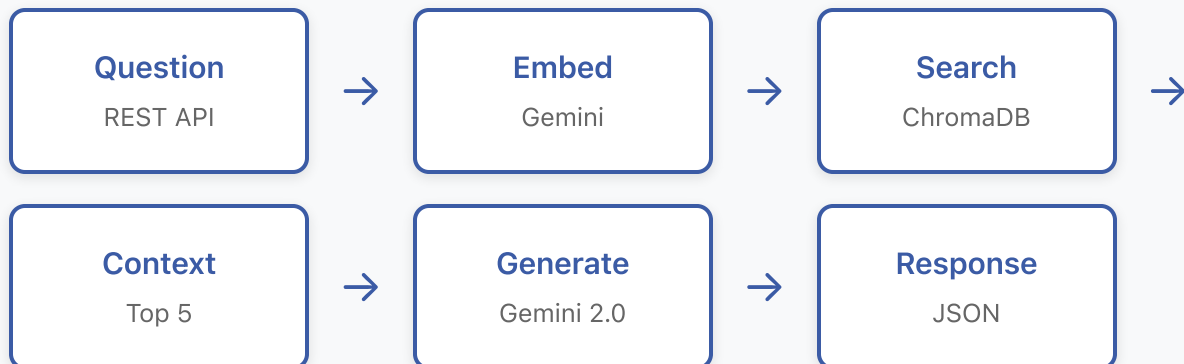 Question
REST API
→
Embed
Gemini
→
Search
ChromaDB
→
Context
Top 5
→
Generate
Gemini 2.0
→
Response
JSON